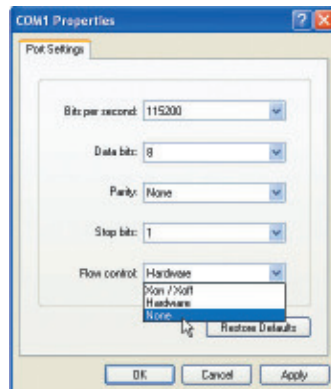 COM1 Properties
Port Settings
Bits per second: 115200
Data bits: 8
Parity: None
Stop bits: 1
Flow control: Hardware
Xon / Xoff
Hardware
None
Restore Defaults
OK Cancel Apply